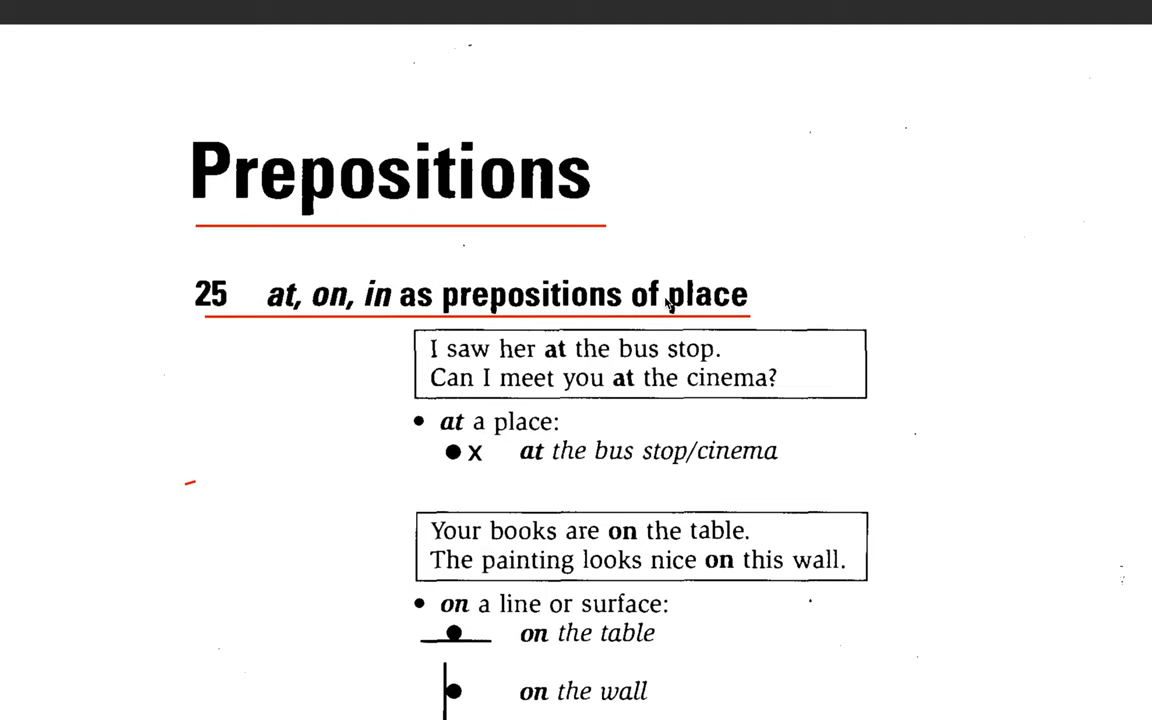 Prepositions
25 at, on, in as prepositions of place
I saw her at the bus stop.
Can I meet you at the cinema?
• at a place:
● x at the bus stop/cinema
Your books are on the table.
The painting looks nice on this wall.
• on a line or surface:
on the table
on the wall